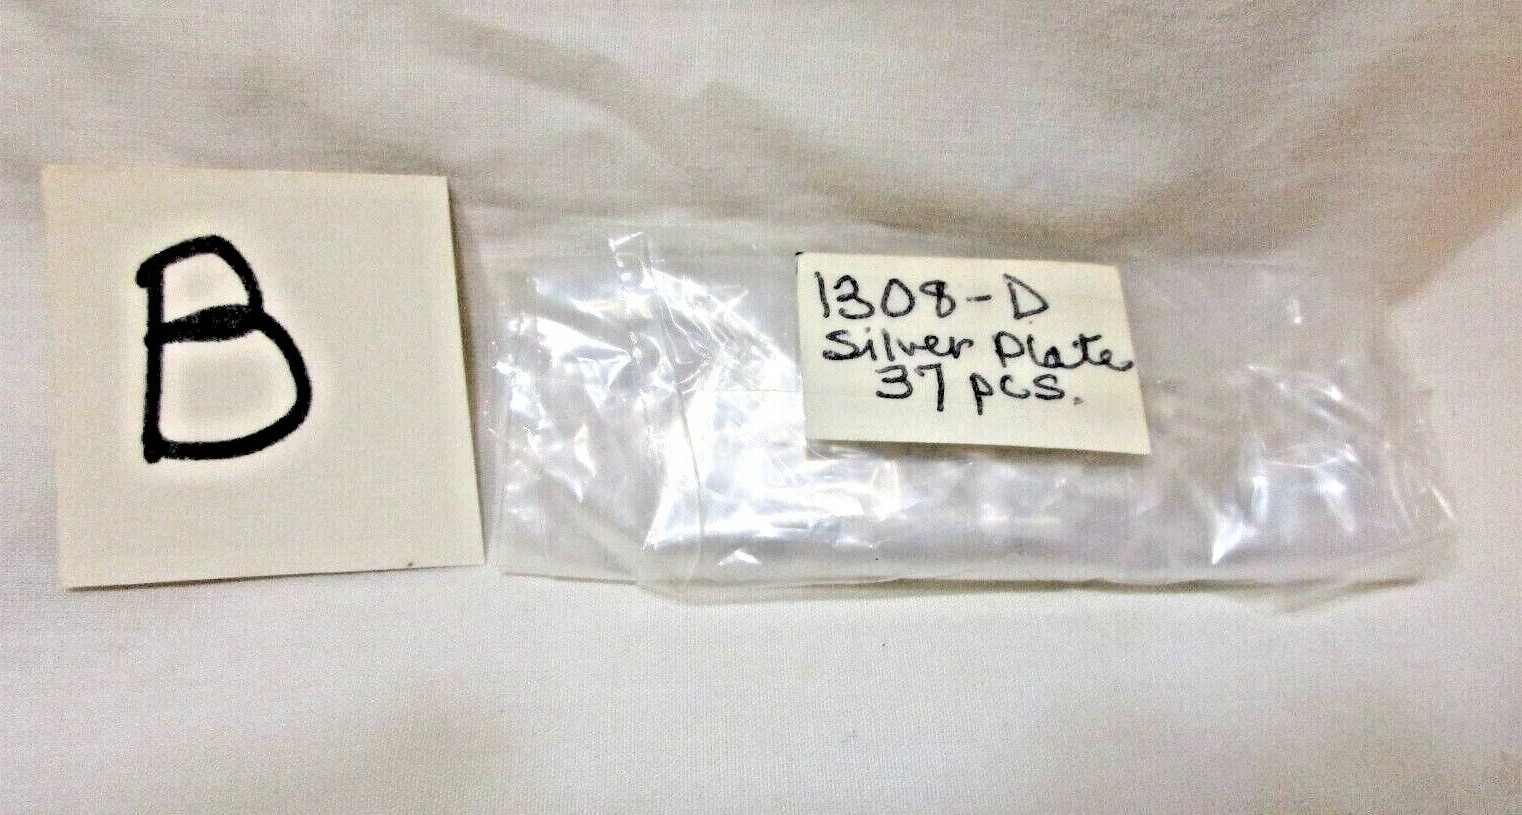 B
1308-D
Silver Plate
37 pcs.